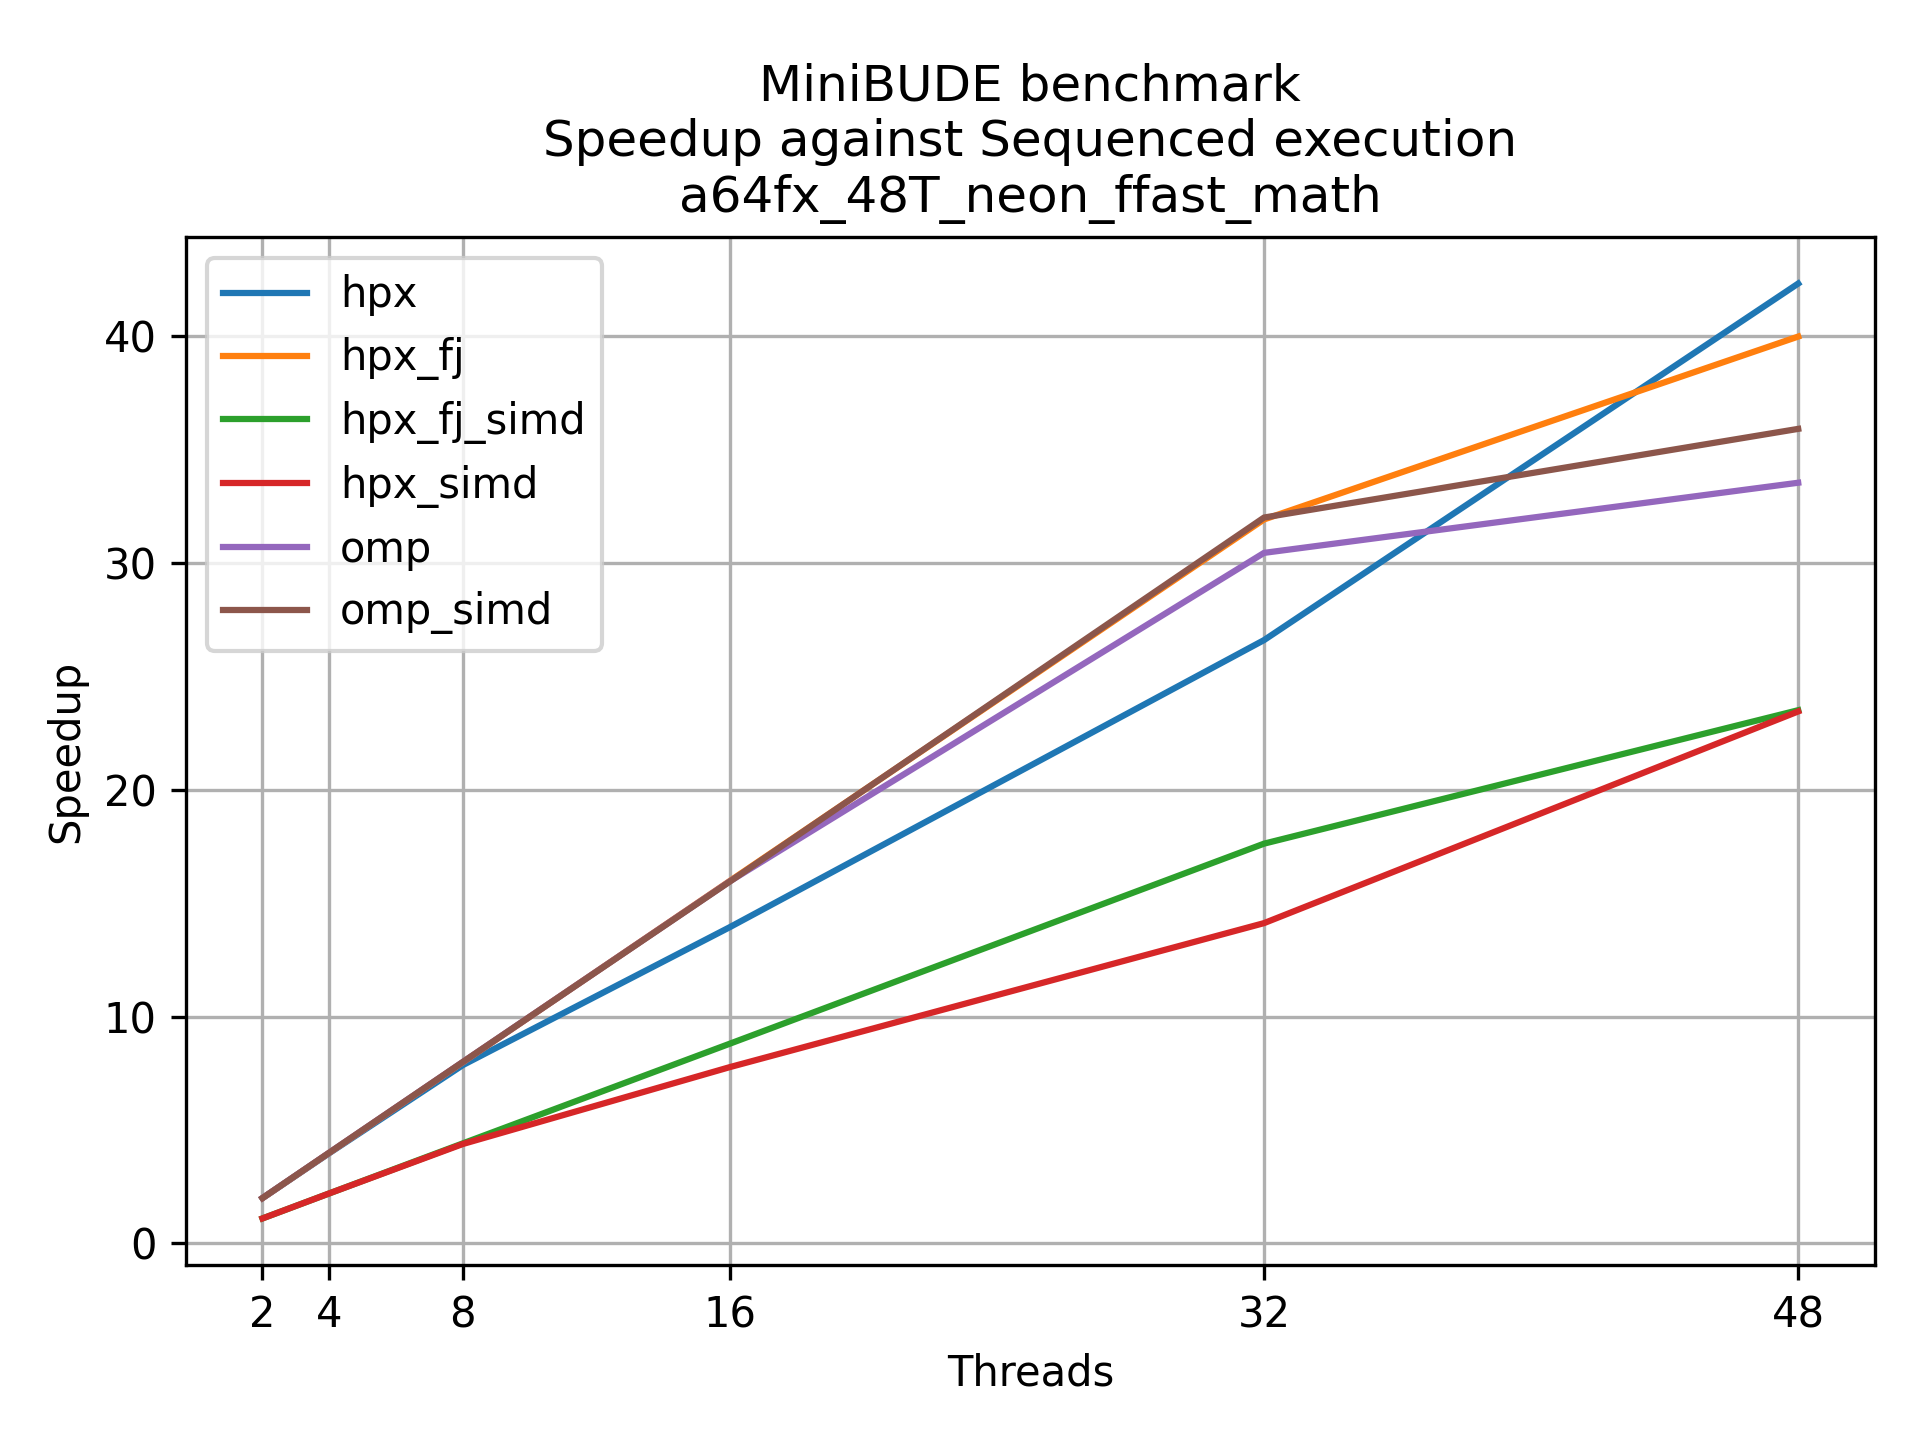 MiniBUDE benchmark
Speedup against Sequenced execution
a64fx_48T_neon_ffast_math
hpx
hpx_fj
hpx_fj_simd
hpx_simd
omp
omp_simd
Speedup
40
30
20
10
0
2 4 8 16 32 48
Threads